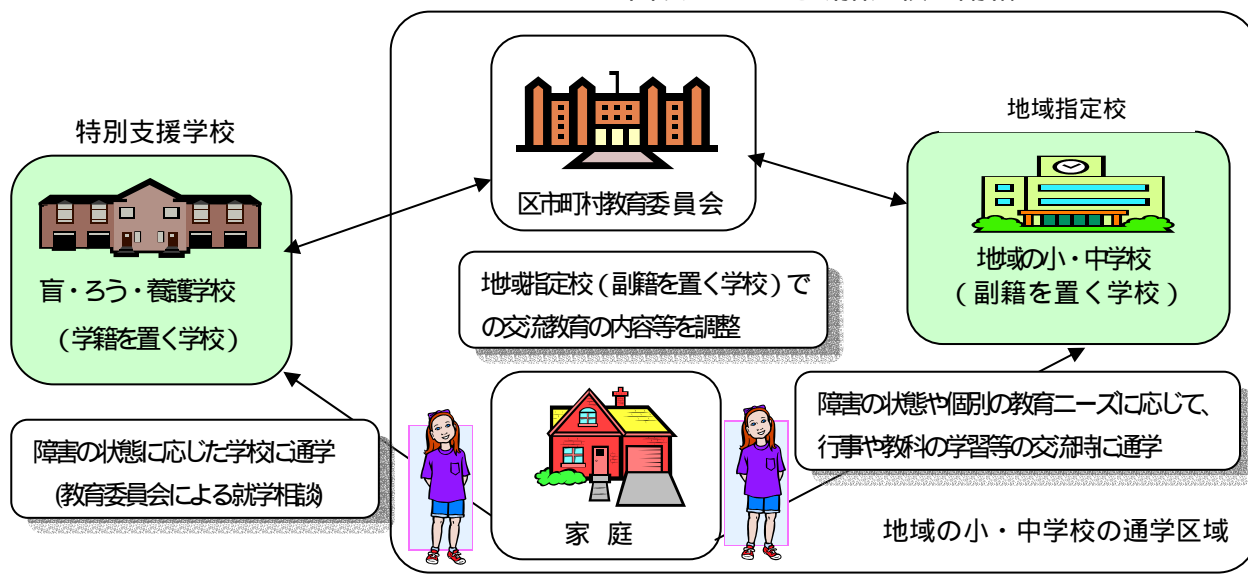 特別支援学校
盲・ろう・養護学校
(学籍を置く学校)
区市町村教育委員会
地域指定校(副籍を置く学校)で
の交流教育の内容等を調整
地域指定校
地域の小・中学校
(副籍を置く学校)
障害の状態に応じた学校に通学
(教育委員会による就学相談)
家 庭
障害の状態や個別の教育ニーズに応じて、
行事や教科の学習等の交流時に通学
地域の小・中学校の通学区域